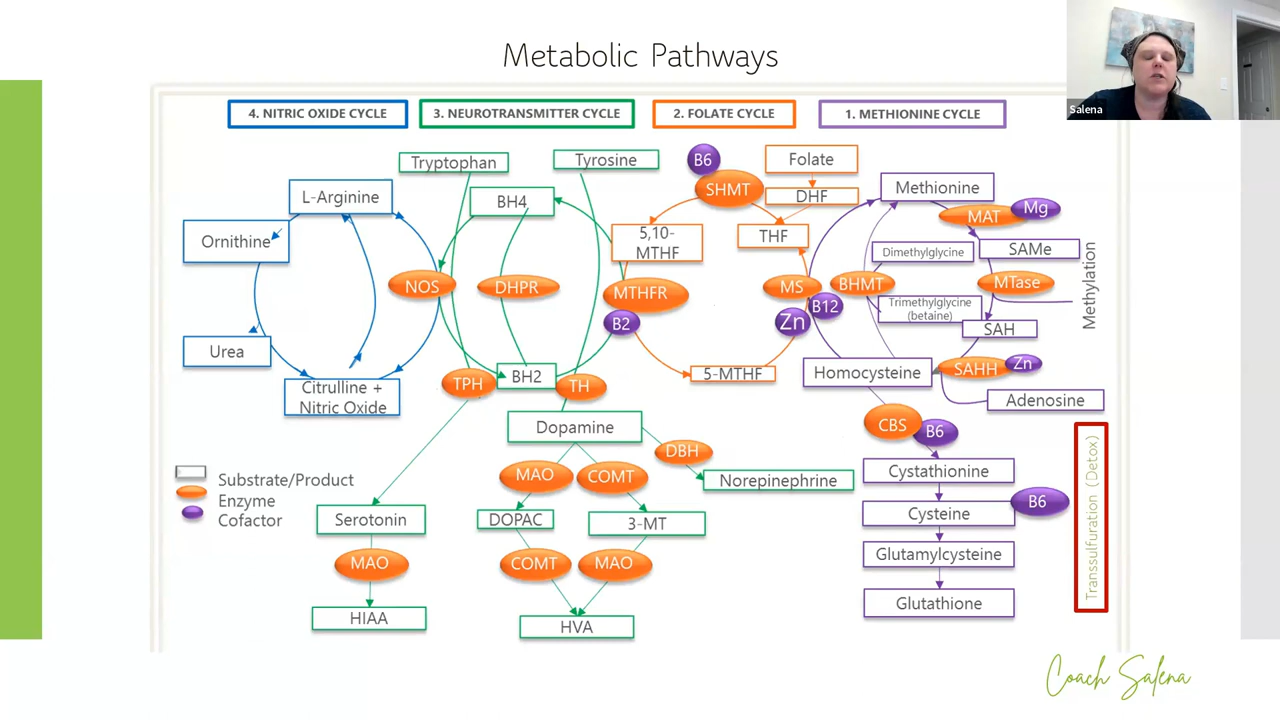 Metabolic Pathways
Salena
4. NITRIC OXIDE CYCLE
3. NEUROTRANSMITTER CYCLE
2. FOLATE CYCLE
1. METHIONINE CYCLE
Tryptophan
Tyrosine
B6
Folate
SHMT
DHF
Methionine
MAT
Mg
L-Arginine
BH4
Ornithine
5,10-
MTHF
THF
Dimethylglycine
SAMe
NOS
DHPR
MTHFR
MS
BHMT
MTase
Methylation
B2
Zn
B12
Trimethylglycine
(betaine)
SAH
Urea
Citrulline +
Nitric Oxide
TPH
BH2
TH
5-MTHF
Homocysteine
SAHH
Zn
Adenosine
Dopamine
DBH
CBS
B6
MAO
COMT
Norepinephrine
Cystathionine
Substrate/Product
Enzyme
Cofactor
Serotonin
DOPAC
3-MT
Cysteine
B6
Transsulfuration (Detox)
MAO
COMT
MAO
Glutamylcysteine
HIAA
HVA
Glutathione
Coach Salena